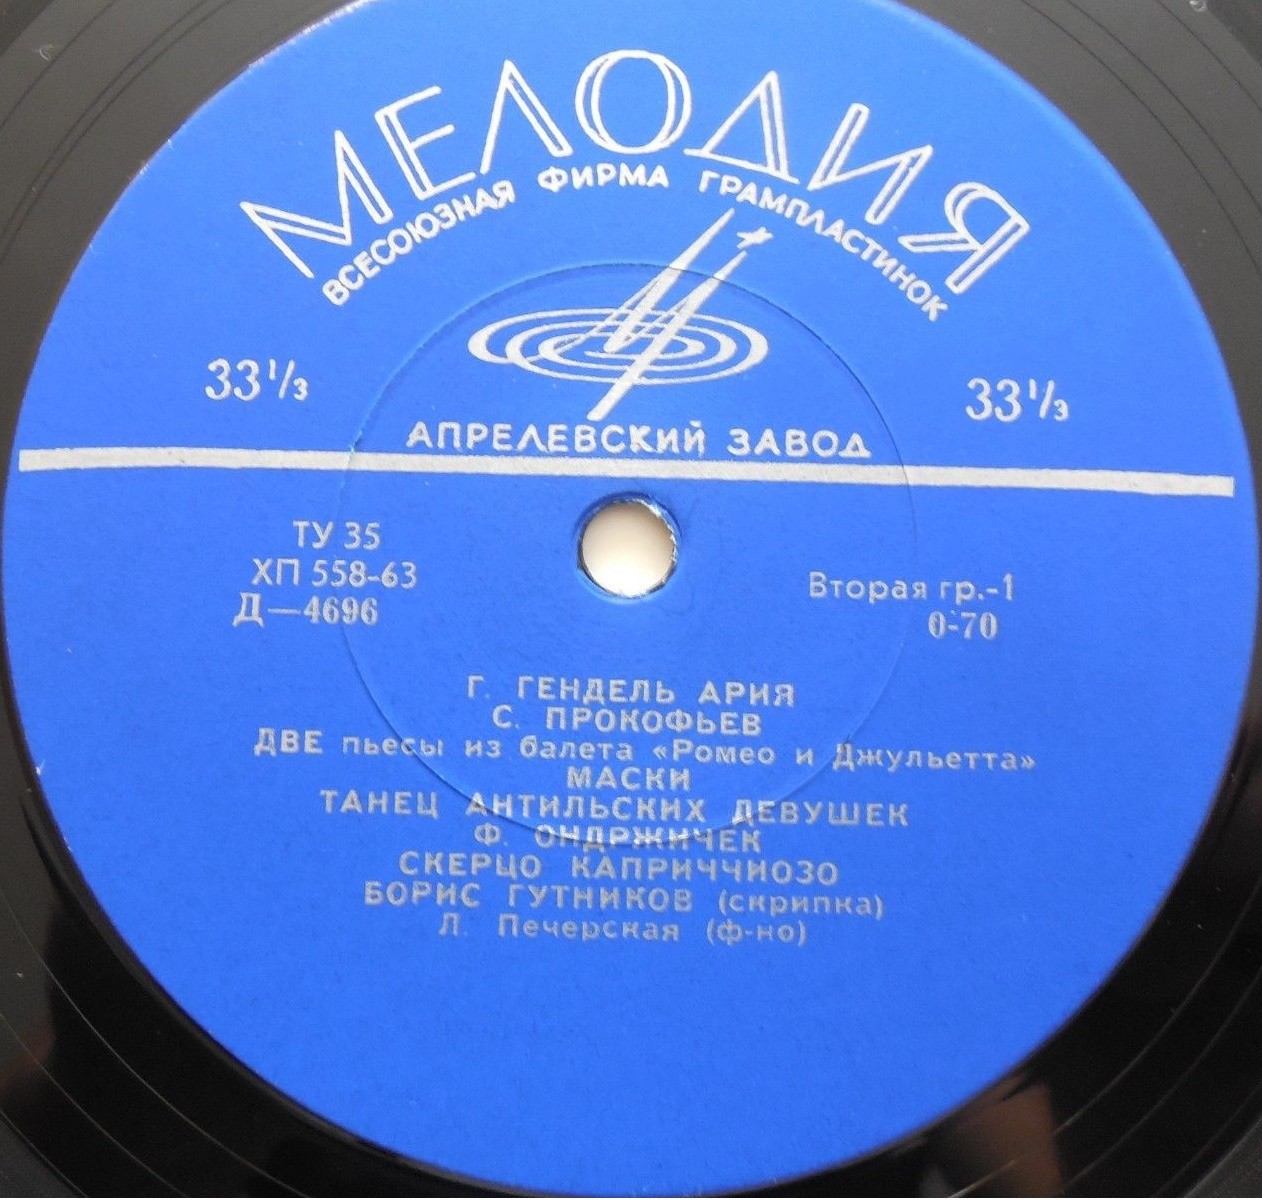 МЕЛОДИЯ
ВСЕСОЮЗНАЯ ФИРМА ГРАМПЛАСТИНОК
33⅓ 33⅓
АПРЕЛЕВСКИЙ ЗАВОД
ТУ 35
ХП 558-63
Д—4696
Вторая гр.-1
0-70
Г. ГЕНДЕЛЬ АРИЯ
С. ПРОКОФЬЕВ
ДВЕ пьесы из балета «Ромео и Джульетта»
МАСКИ
ТАНЕЦ АНТИЛЬСКИХ ДЕВУШЕК
Ф. ОНДРЖИЧЕК
СКЕРЦО КАПРИЧЧИОЗО
БОРИС ГУТНИКОВ (скрипка)
Л. Печерская (ф-но)